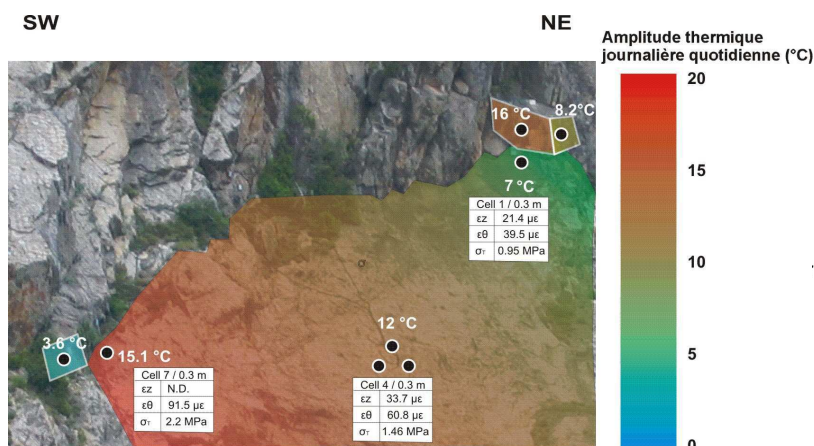 SW
NE
Amplitude thermique
journalière quotidienne (°C)
20
15
10
5
0
16 °C
8.2°C
7 °C
Cell 1 / 0.3 m
εz 21.4 µε
εθ 39.5 µε
σT 0.95 MPa
12 °C
3.6 °C
15.1 °C
Cell 7 / 0.3 m
εz N.D.
εθ 91.5 µε
σT 2.2 MPa
Cell 4 / 0.3 m
εz 33.7 µε
εθ 60.8 µε
σT 1.46 MPa